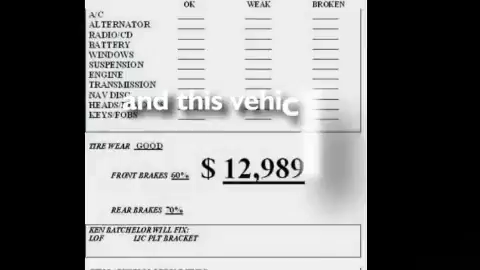 OK WEAK BROKEN
A/C
ALTERNATOR
RADIO/CD
BATTERY
WINDOWS
SUSPENSION
ENGINE
TRANSMISSION
NAV DISC
KEYS/FOBS
and this vehic
TIRE WEAR GOOD
FRONT BRAKES 60% $ 12,989
REAR BRAKES 70%
KEN BATCHELOR WILL FIX:
LOF LIC PLT BRACKET